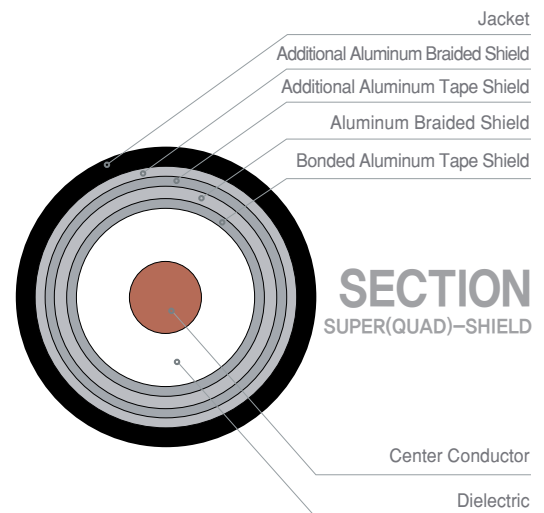 Jacket
Additional Aluminum Braided Shield
Additional Aluminum Tape Shield
Aluminum Braided Shield
Bonded Aluminum Tape Shield
SECTION
SUPER(QUAD)–SHIELD
Center Conductor
Dielectric